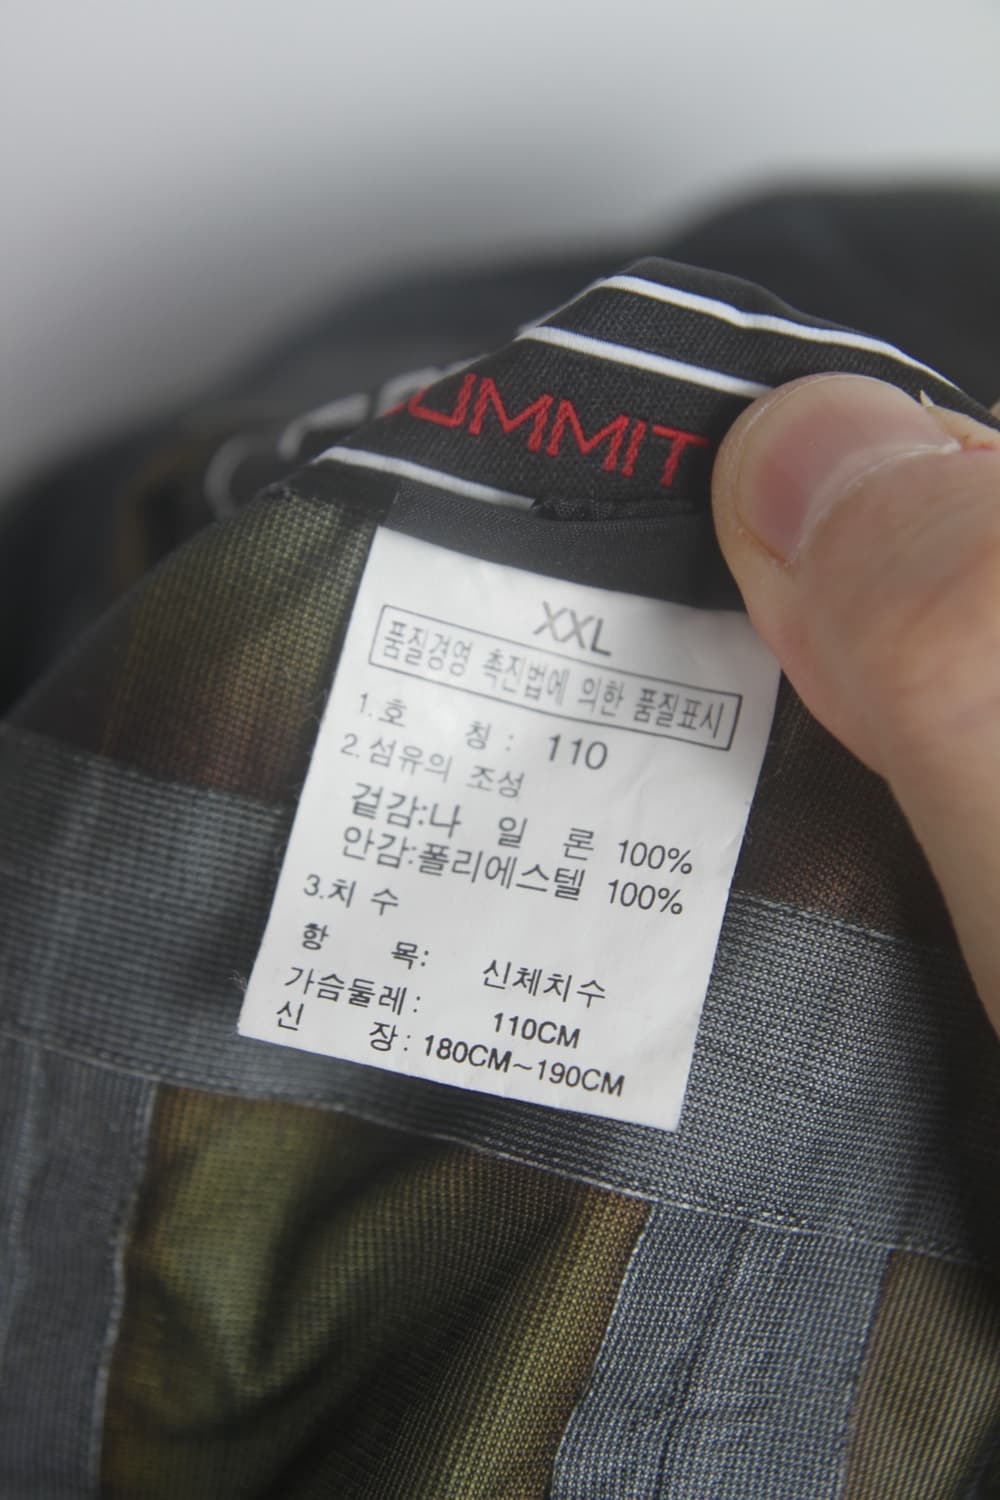 SUMMIT
XXL
품질경영 촉진법에 의한 품질표시
1.호 칭 : 110
2.섬유의 조성
겉감:나 일 론 100%
안감:폴리에스텔 100%
3.치 수
항 목: 신체치수
가슴둘레 : 110CM
신 장: 180CM~190CM